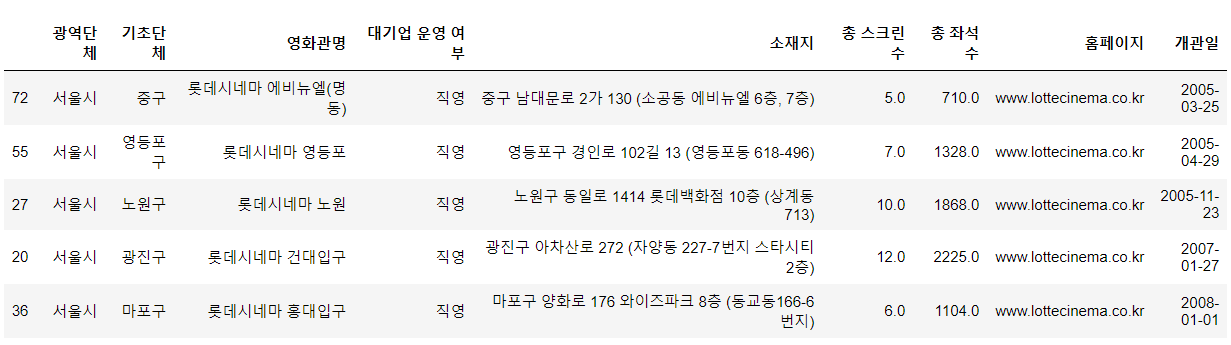 광역단체 기초단체 영화관명 대기업 운영 여부 소재지 총 스크린수 총 좌석수 홈페이지 개관일
72 서울시 중구 롯데시네마 에비뉴엘(명동) 직영 중구 남대문로 2가 130 (소공동 에비뉴엘 6층, 7층) 5.0 710.0 www.lottecinema.co.kr 2005-03-25
55 서울시 영등포구 롯데시네마 영등포 직영 영등포구 경인로 102길 13 (영등포동 618-496) 7.0 1328.0 www.lottecinema.co.kr 2005-04-29
27 서울시 노원구 롯데시네마 노원 직영 노원구 동일로 1414 롯데백화점 10층 (상계동 713) 10.0 1868.0 www.lottecinema.co.kr 2005-11-23
20 서울시 광진구 롯데시네마 건대입구 직영 광진구 아차산로 272 (자양동 227-7번지 스타시티 2층) 12.0 2225.0 www.lottecinema.co.kr 2007-01-27
36 서울시 마포구 롯데시네마 홍대입구 직영 마포구 양화로 176 와이즈파크 8층 (동교동166-6번지) 6.0 1104.0 www.lottecinema.co.kr 2008-01-01